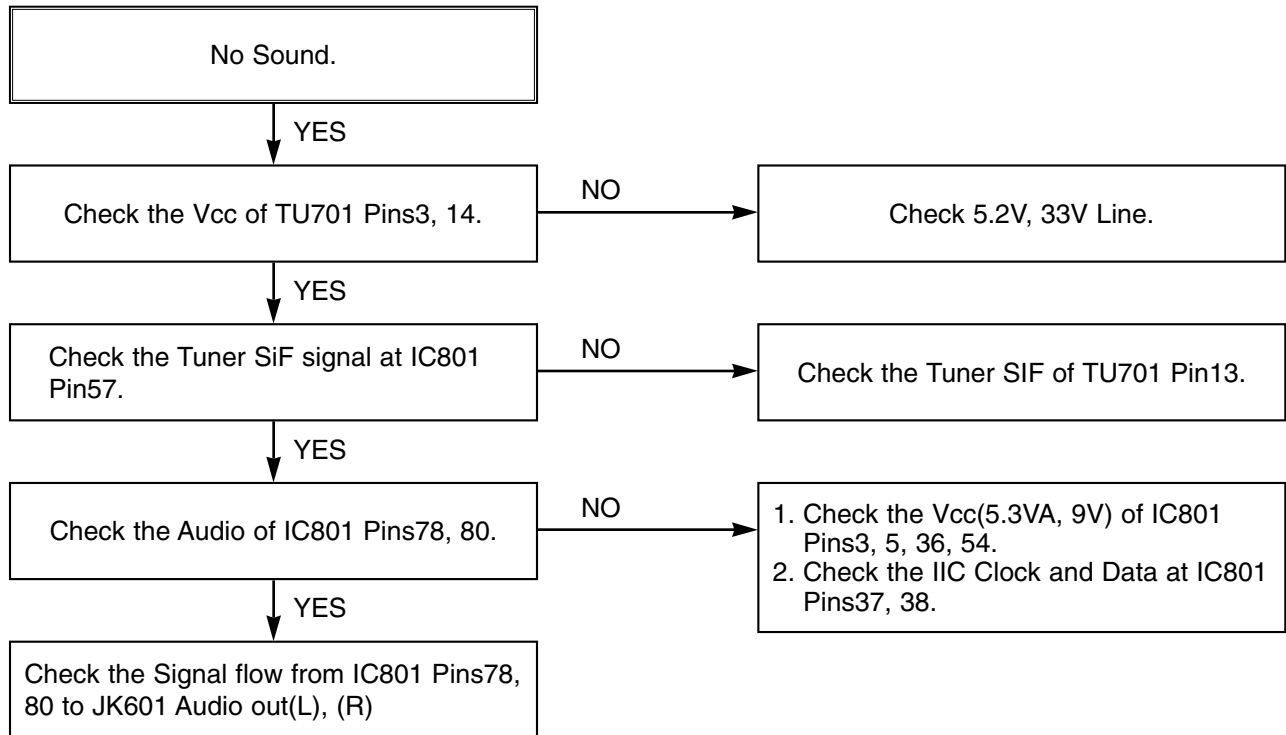 No Sound.
YES
Check the Vcc of TU701 Pins3, 14.
NO
Check 5.2V, 33V Line.
YES
Check the Tuner SiF signal at IC801
Pin57.
NO
Check the Tuner SIF of TU701 Pin13.
YES
Check the Audio of IC801 Pins78, 80.
NO
1. Check the Vcc(5.3VA, 9V) of IC801
Pins3, 5, 36, 54.
2. Check the IIC Clock and Data at IC801
Pins37, 38.
YES
Check the Signal flow from IC801 Pins78,
80 to JK601 Audio out(L), (R)